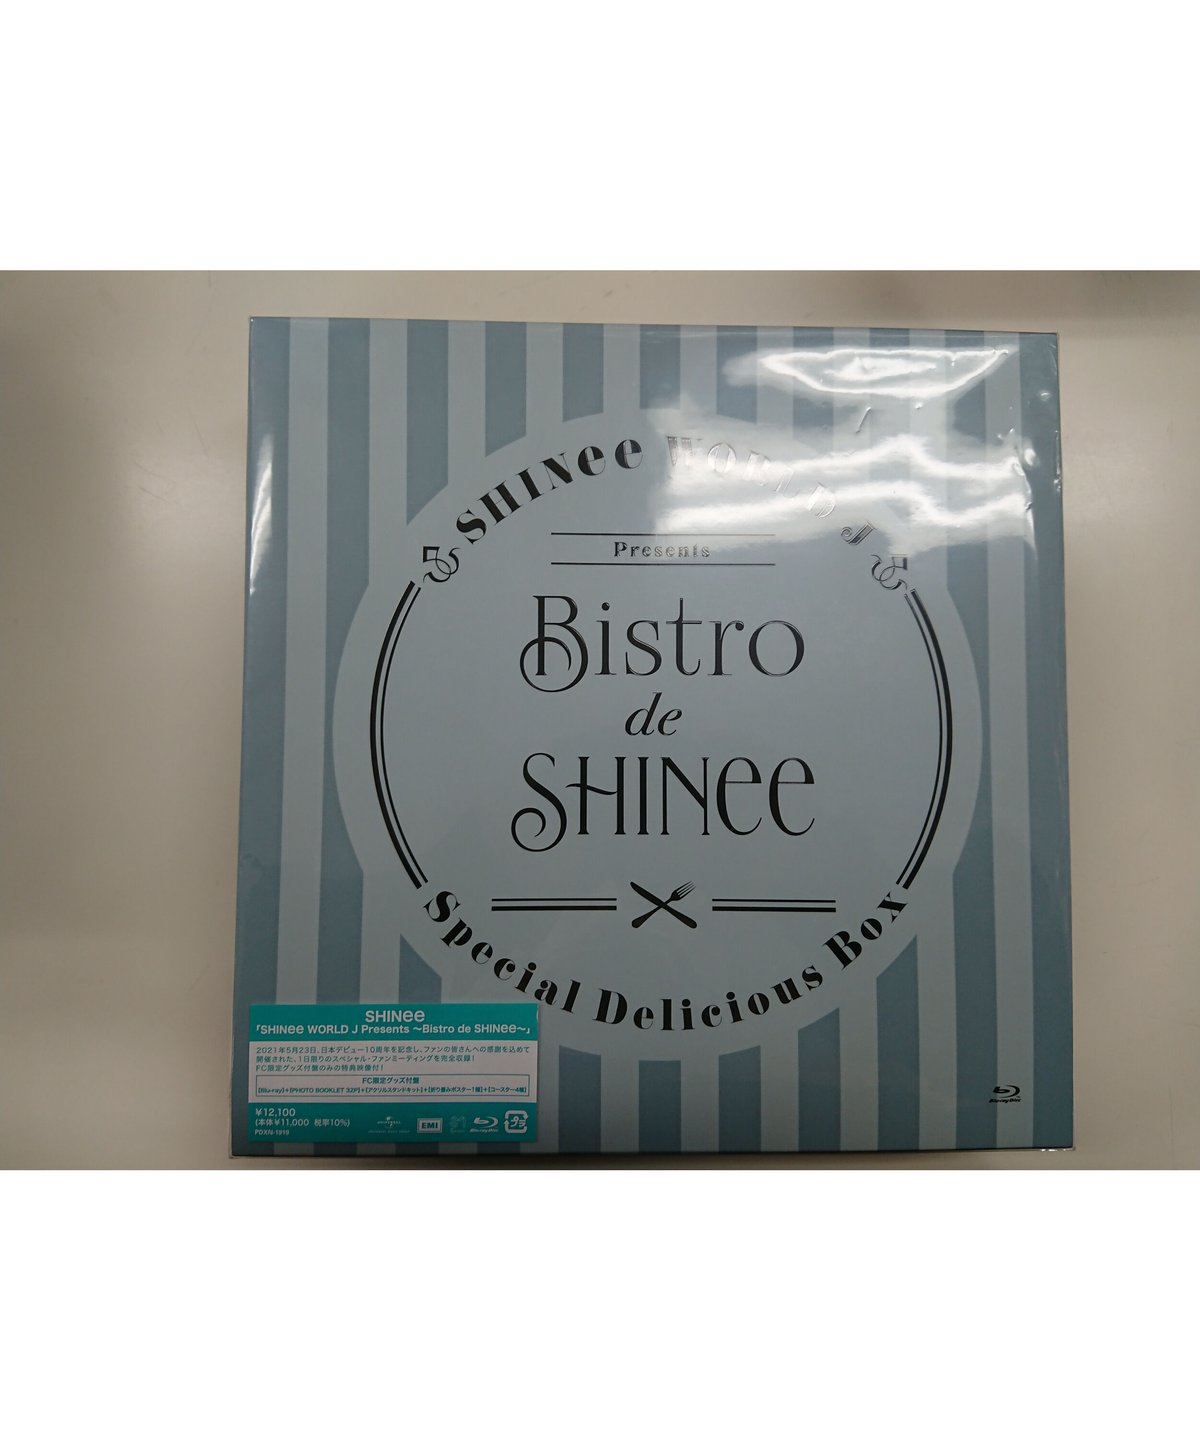 SHINee WORLD J
Presents
Bistro
de
SHINee
Special Delicious Box
SHINee
「SHINee WORLD J Presents 〜Bistro de SHINee〜」
2021年5月23日、日本デビュー10周年を記念し、ファンの皆さんへの感謝を込めて
開催された、1日限りのスペシャル・ファンミーティングを完全収録!
FC限定グッズ付盤のみの特典映像付!
FC限定グッズ付盤
【Blu-ray】+【PHOTO BOOKLET 32P】+【アクリルスタンドキット】+【折り畳みポスター1種】+【コースター4種】
¥12,100
(本体¥11,000 税率10%)
PDXN-1919
UNIVERSAL
EMI
Blu-ray Disc
プラ
Blu-ray Disc